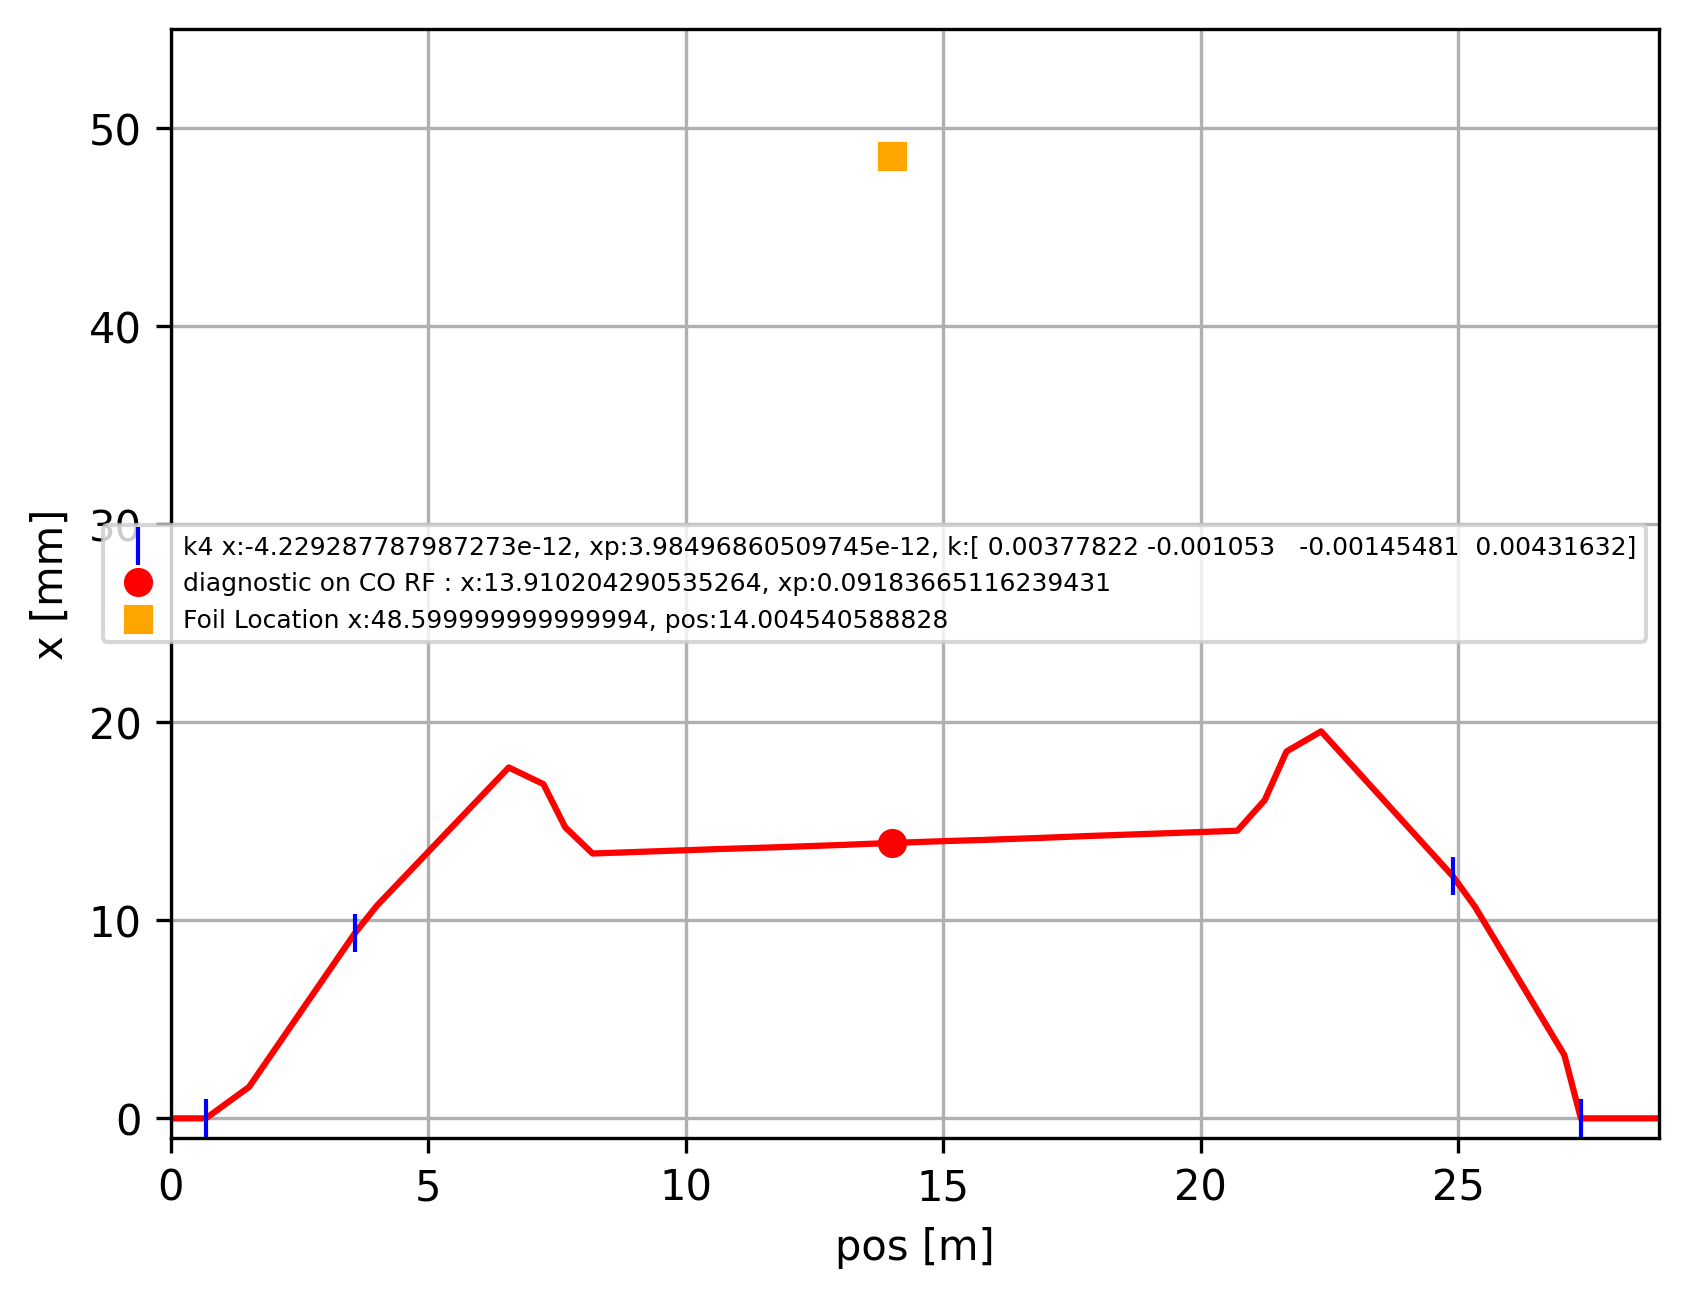 50
40
30
k4 x:-4.229287787987273e-12, xp:3.98496860509745e-12, k:[ 0.00377822 -0.001053   -0.00145481  0.00431632]
diagnostic on CO RF : x:13.910204290535264, xp:0.09183665116239431
Foil Location x:48.599999999999994, pos:14.004540588828
x [mm]
20
10
0
0 5 10 15 20 25
pos [m]